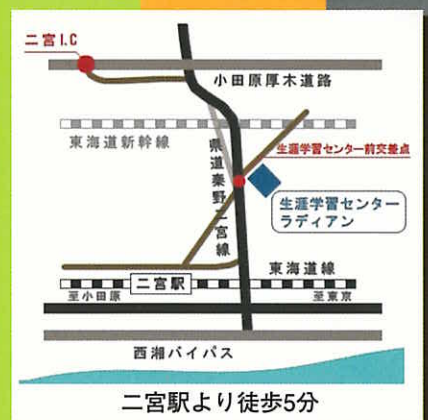 二宮I.C
小田原厚木道路
東海道新幹線
生涯学習センター前交差点
県道秦野二宮線
生涯学習センター
ラディアン
東海道線
二宮駅
至小田原
至東京
西湘バイパス
二宮駅より徒歩5分